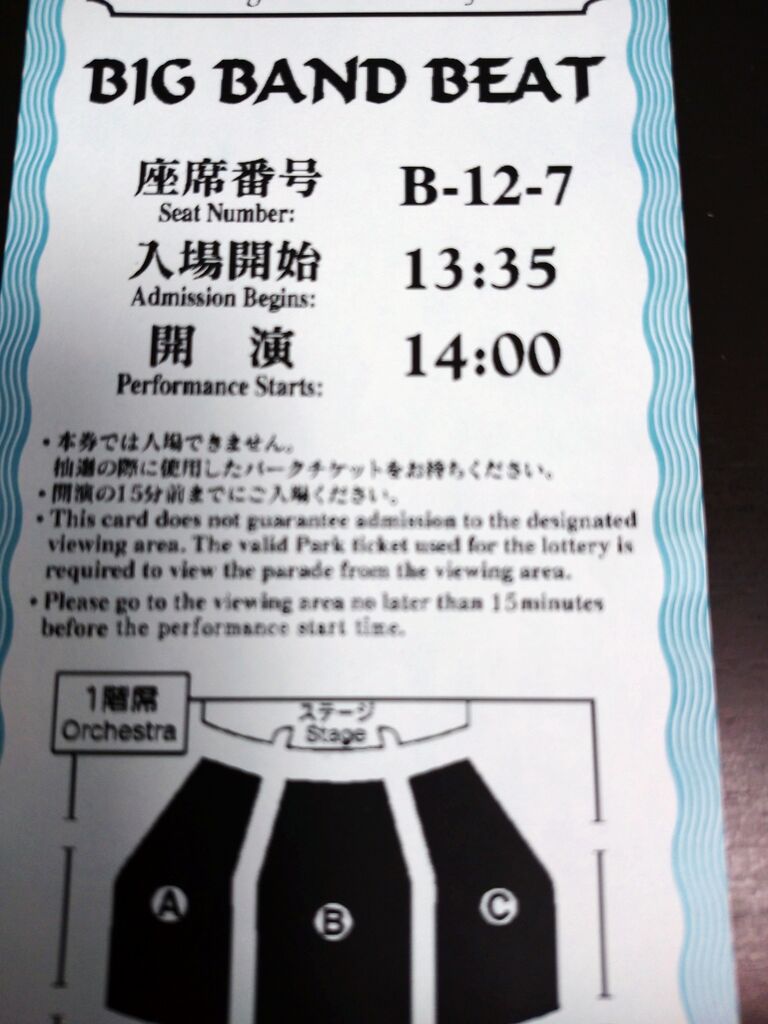 BIG BAND BEAT
座席番号 B-12-7
Seat Number:
入場開始 13:35
Admission Begins:
開 演 14:00
Performance Starts:
・本券では入場できません。
抽選の際に使用したパークチケットをお持ちください。
・開演の15分前までにご入場ください。
• This card does not guarantee admission to the designated
viewing area. The valid Park ticket used for the lottery is
required to view the parade from the viewing area.
• Please go to the viewing area no later than 15minutes
before the performance start time.
1階席
Orchestra
ステージ
Stage
A
B
C